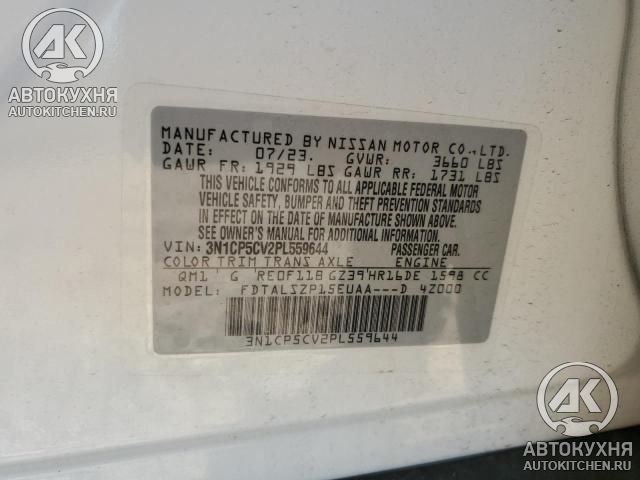 AK
АВТОКУХНЯ
AUTOKITCHEN.RU
MANUFACTURED BY NISSAN MOTOR CO.,LTD.
DATE: 07/23. GVWR: 3660 LBS
GAWR FR: 1929 LBS GAWR RR: 1731 LBS
THIS VEHICLE CONFORMS TO ALL APPLICABLE FEDERAL MOTOR
VEHICLE SAFETY, BUMPER, AND THEFT PREVENTION STANDARDS
IN EFFECT ON THE DATE OF MANUFACTURE SHOWN ABOVE.
SEE OWNER'S MANUAL FOR ADDITIONAL INFORMATION.
VIN: 3N1CP5CV2PL559644 PASSENGER CAR.
COLOR TRIM TRANS AXLE ENGINE
QM1 G RE0F11B GZ39 HR16DE 1598 CC
MODEL: FDTALSZP15EUAA---D 4Z000
3N1CP5CV2PL559644
AK
АВТОКУХНЯ
AUTOKITCHEN.RU